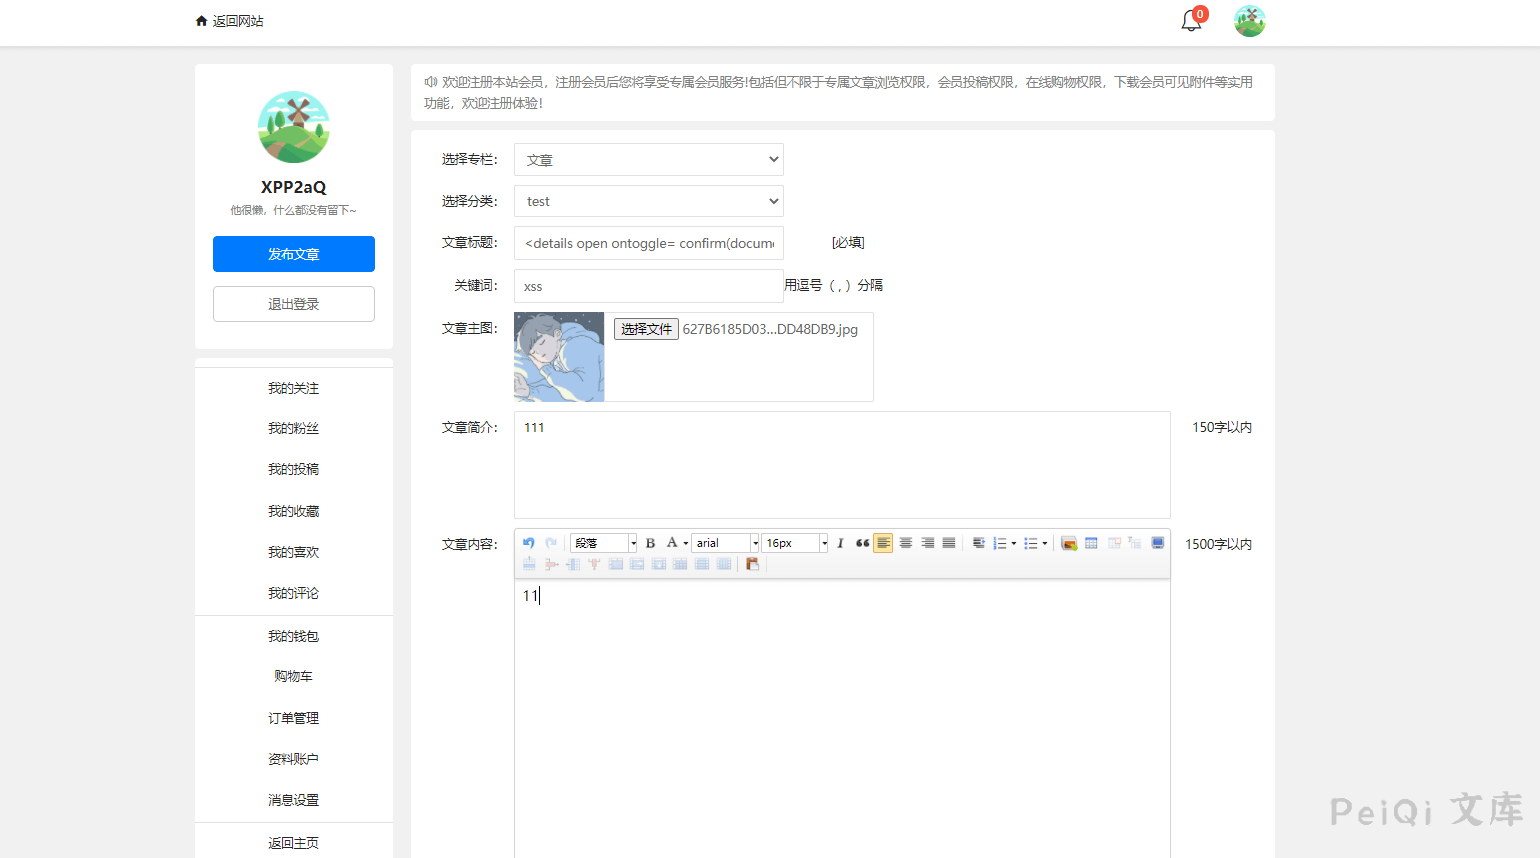 返回网站
0
XPP2aQ
他很懒，什么都没有留下~
发布文章
退出登录
我的关注
我的粉丝
我的投稿
我的收藏
我的喜欢
我的评论
我的钱包
购物车
订单管理
资料账户
消息设置
返回主页
欢迎注册本站会员，注册会员后您将享受专属会员服务!包括但不限于专属文章浏览权限，会员投稿权限，在线购物权限，下载会员可见附件等实用
功能，欢迎注册体验！
选择专栏： 文章
选择分类： test
文章标题： <details open ontoggle= confirm(docume [必填]
关键词： xss 用逗号（，）分隔
文章主图： 选择文件 627B6185D03...DD48DB9.jpg
文章简介： 111 150字以内
文章内容： 段落 B A arial 16px I 1500字以内
11
PeiQi 文库